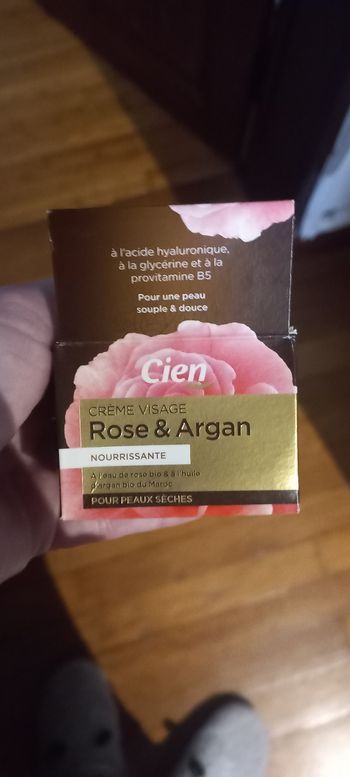 à l'acide hyaluronique,
à la glycérine et à la
provitamine B5
Pour une peau
souple & douce
Cien
CRÈME VISAGE
Rose & Argan
NOURRISSANTE
À l'eau de rose bio & à l'huile
d'argan bio du Maroc
POUR PEAUX SÈCHES